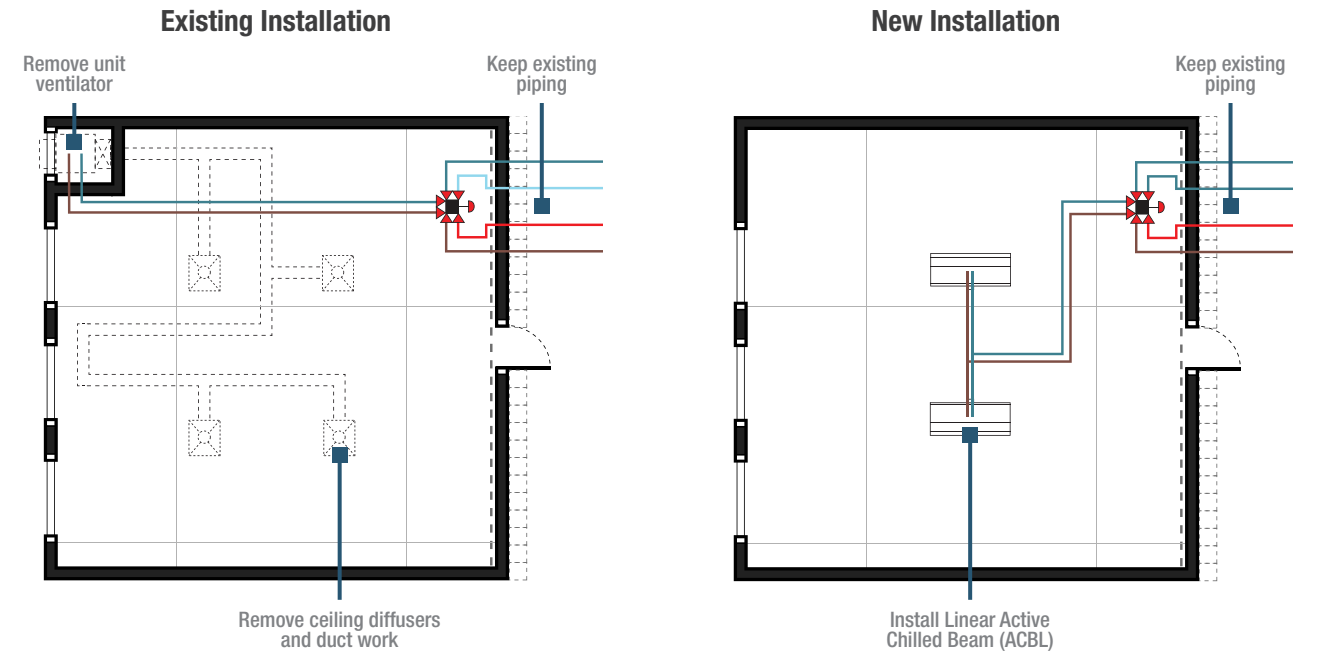 Existing Installation
New Installation
Remove unit
ventilator
Keep existing
piping
Keep existing
piping
Remove ceiling diffusers
and duct work
Install Linear Active
Chilled Beam (ACBL)